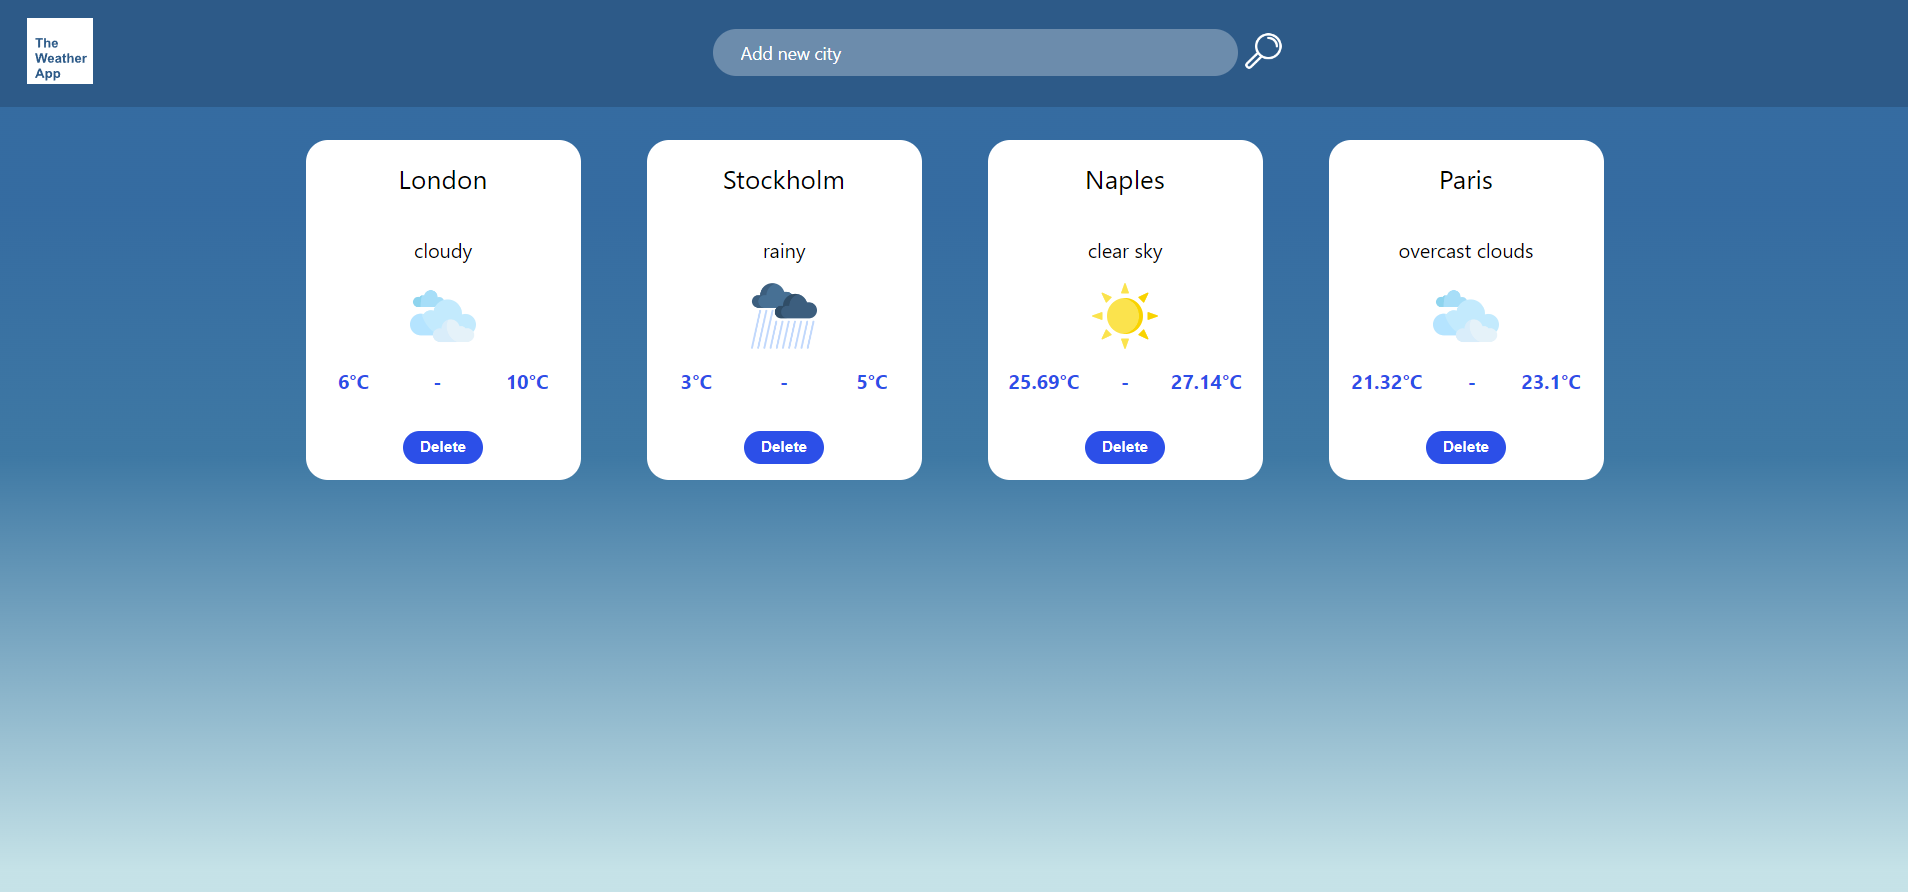 The
Weather
App
Add new city
London
cloudy
6°C - 10°C
Delete
Stockholm
rainy
3°C - 5°C
Delete
Naples
clear sky
25.69°C - 27.14°C
Delete
Paris
overcast clouds
21.32°C - 23.1°C
Delete